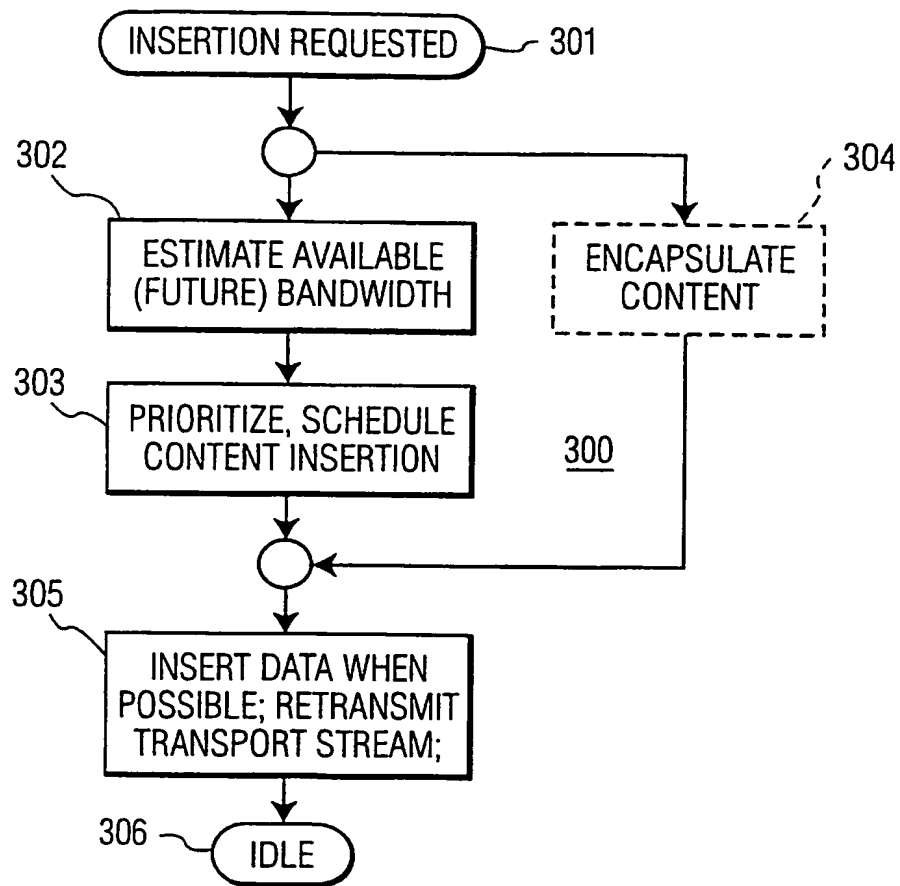 INSERTION REQUESTED
301
302
304
ESTIMATE AVAILABLE
(FUTURE) BANDWIDTH
ENCAPSULATE
CONTENT
303
PRIORITIZE, SCHEDULE
CONTENT INSERTION
300
305
INSERT DATA WHEN
POSSIBLE; RETRANSMIT
TRANSPORT STREAM;
306
IDLE